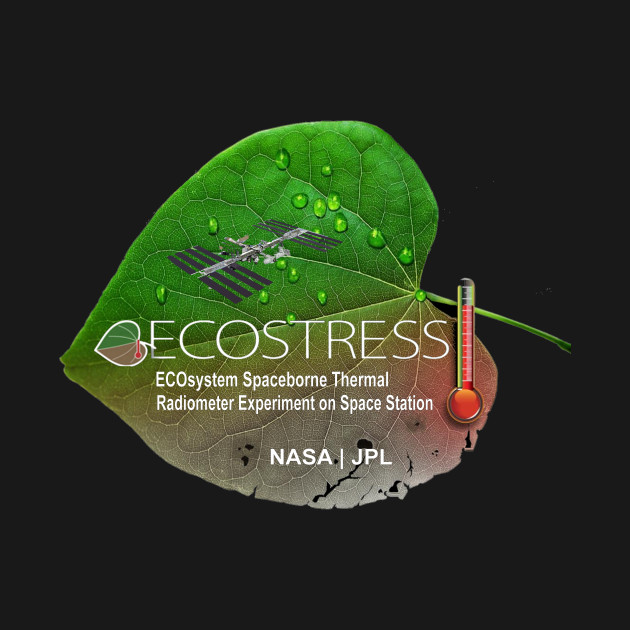 ECOSTRESS
ECOsystem Spaceborne Thermal
Radiometer Experiment on Space Station
NASA | JPL